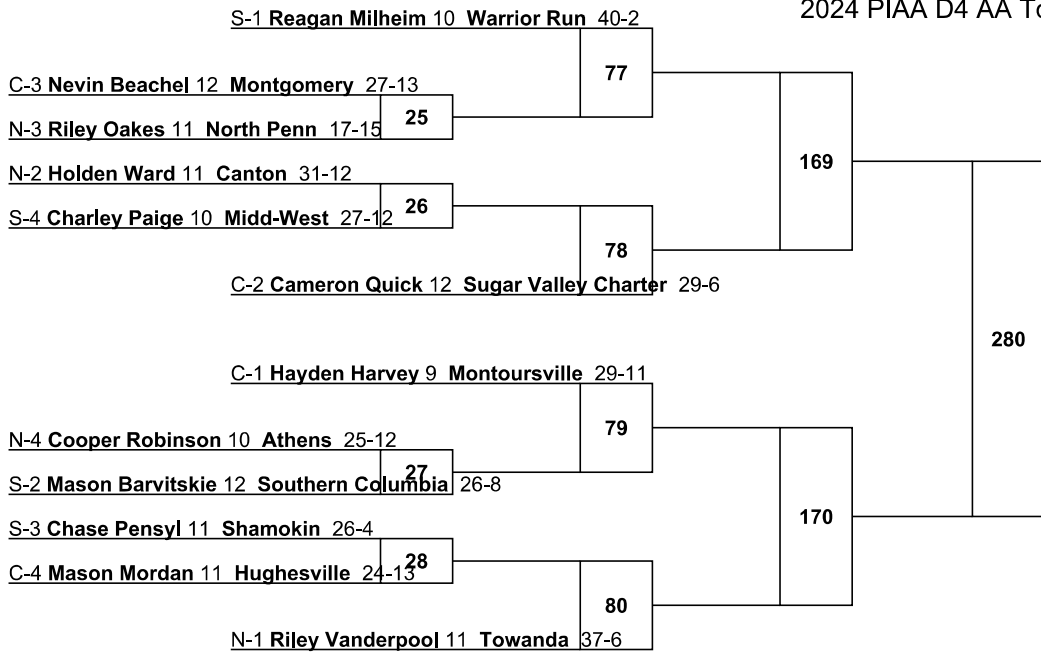 2024 PIAA D4 AA To
S-1 Reagan Milheim 10 Warrior Run 40-2
77
C-3 Nevin Beachel 12 Montgomery 27-13
25
N-3 Riley Oakes 11 North Penn 17-15
169
N-2 Holden Ward 11 Canton 31-12
26
S-4 Charley Paige 10 Midd-West 27-12
78
C-2 Cameron Quick 12 Sugar Valley Charter 29-6
280
C-1 Hayden Harvey 9 Montoursville 29-11
79
N-4 Cooper Robinson 10 Athens 25-12
27
S-2 Mason Barvitskie 12 Southern Columbia 26-8
170
S-3 Chase Pensyl 11 Shamokin 26-4
28
C-4 Mason Mordan 11 Hughesville 24-13
80
N-1 Riley Vanderpool 11 Towanda 37-6